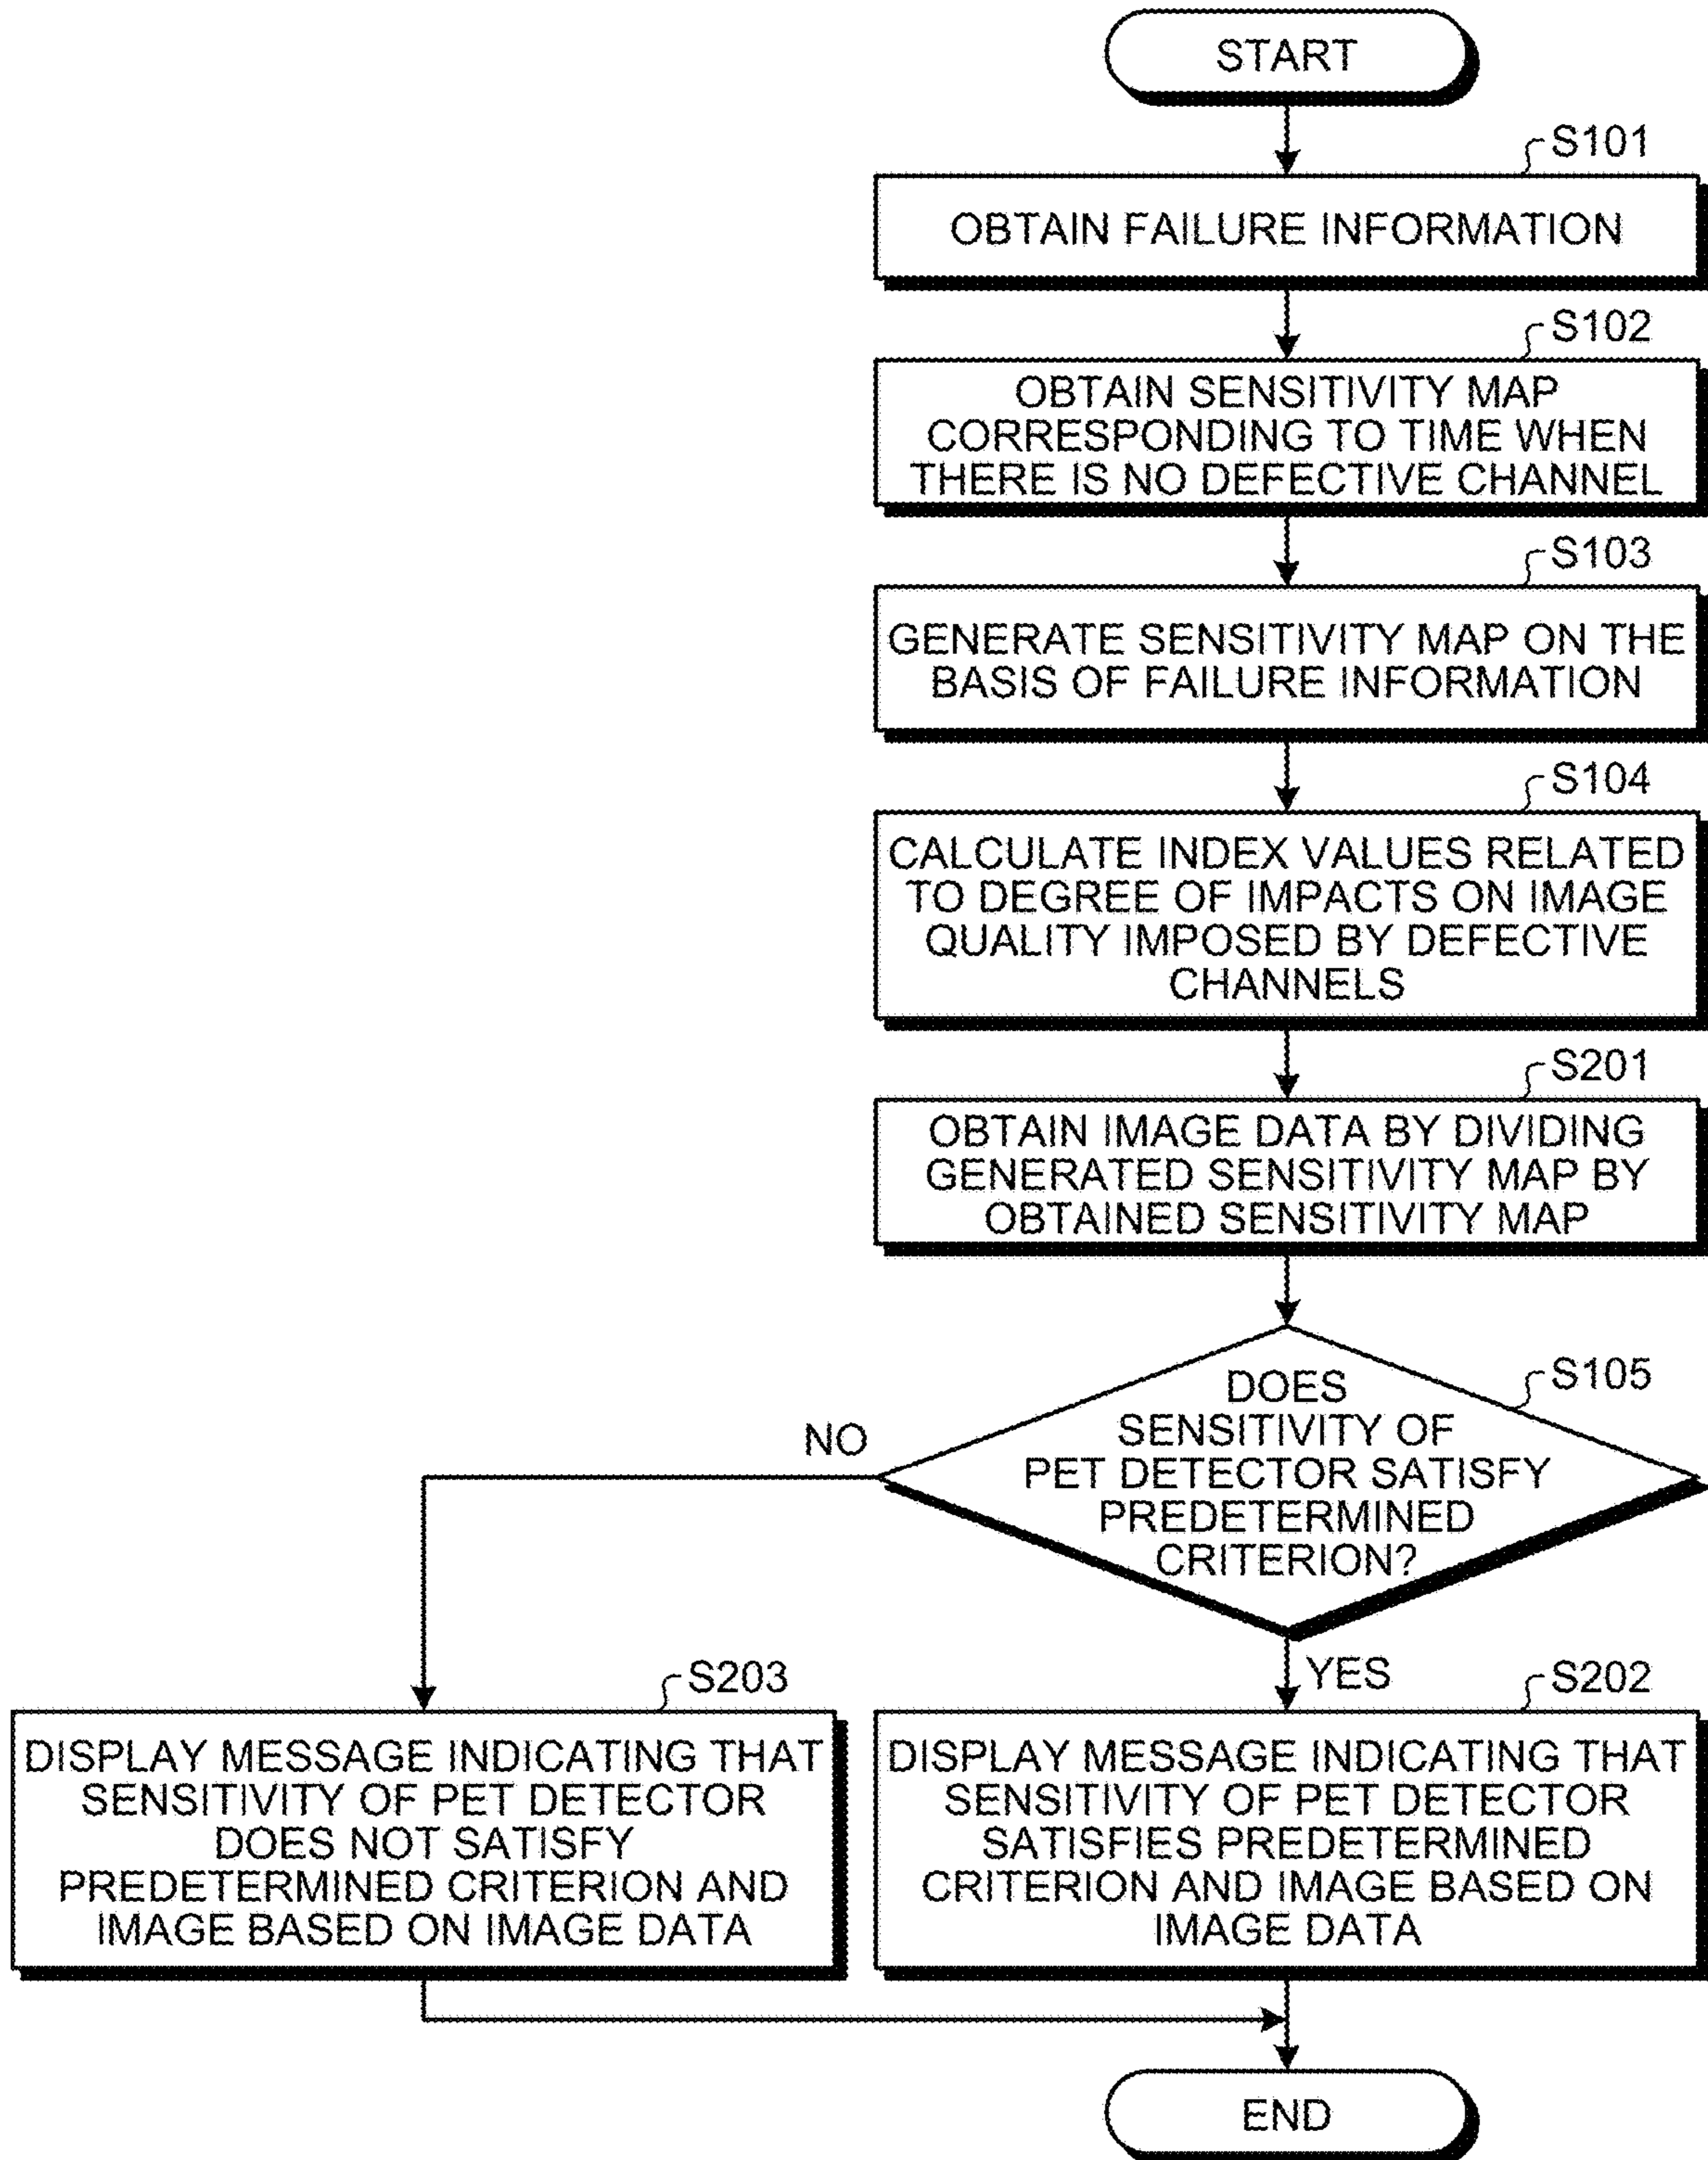 START
S101
OBTAIN FAILURE INFORMATION
S102
OBTAIN SENSITIVITY MAP
CORRESPONDING TO TIME WHEN
THERE IS NO DEFECTIVE CHANNEL
S103
GENERATE SENSITIVITY MAP ON THE
BASIS OF FAILURE INFORMATION
S104
CALCULATE INDEX VALUES RELATED
TO DEGREE OF IMPACTS ON IMAGE
QUALITY IMPOSED BY DEFECTIVE
CHANNELS
S201
OBTAIN IMAGE DATA BY DIVIDING
GENERATED SENSITIVITY MAP BY
OBTAINED SENSITIVITY MAP
S105
DOES
SENSITIVITY OF
PET DETECTOR SATISFY
PREDETERMINED
CRITERION?
NO
YES
S203
DISPLAY MESSAGE INDICATING THAT
SENSITIVITY OF PET DETECTOR
DOES NOT SATISFY
PREDETERMINED CRITERION AND
IMAGE BASED ON IMAGE DATA
S202
DISPLAY MESSAGE INDICATING THAT
SENSITIVITY OF PET DETECTOR
SATISFIES PREDETERMINED
CRITERION AND IMAGE BASED ON
IMAGE DATA
END